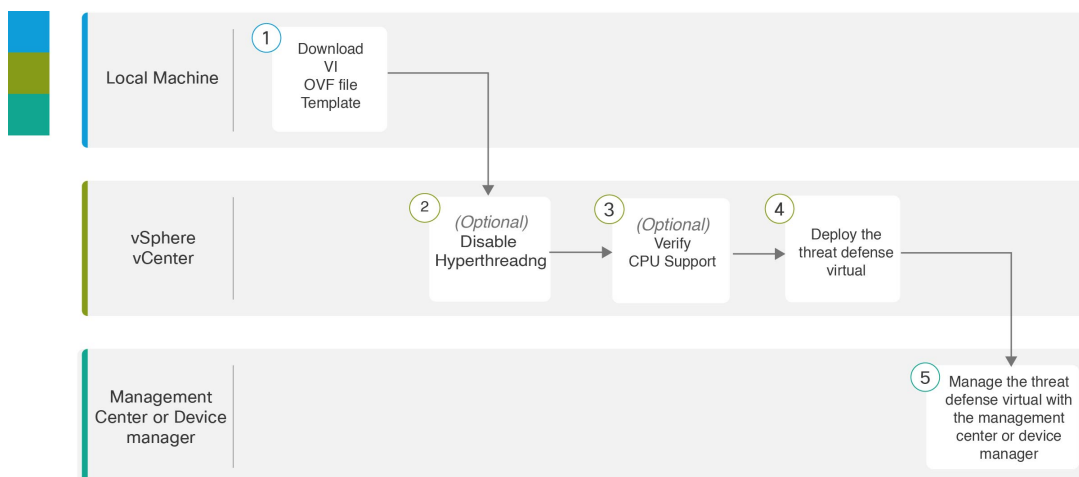 Local Machine
1
Download
VI
OVF file
Template
vSphere
vCenter
2
(Optional)
Disable
Hyperthreadng
3
(Optional)
Verify
CPU Support
4
Deploy the
threat defense
virtual
Management
Center or Device
manager
5
Manage the threat
defense virtual with
the management
center or device
manager